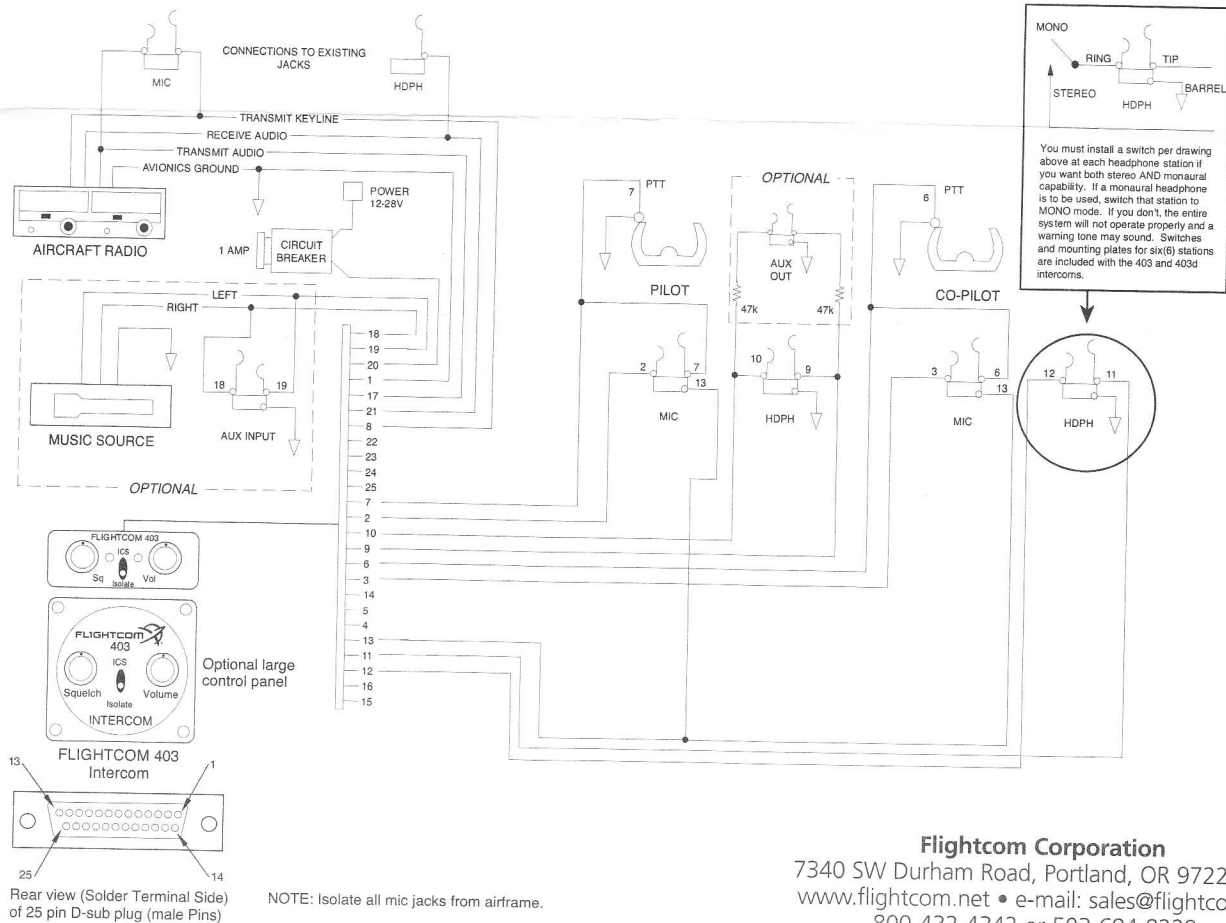 CONNECTIONS TO EXISTING
JACKS
MIC
HDPH
TRANSMIT KEYLINE
RECEIVE AUDIO
TRANSMIT AUDIO
AVIONICS GROUND
AIRCRAFT RADIO
POWER
12-28V
1 AMP
CIRCUIT
BREAKER
LEFT
RIGHT
18
19
MUSIC SOURCE
AUX INPUT
OPTIONAL
18
19
20
1
17
21
8
22
23
24
25
7
2
10
9
6
3
14
5
4
13
11
12
16
15
7
PTT
PILOT
2
7
13
MIC
OPTIONAL
AUX
OUT
47k
47k
10
9
HDPH
6
PTT
CO-PILOT
3
6
13
MIC
12
11
HDPH
MONO
RING
TIP
STEREO
HDPH
BARREL
You must install a switch per drawing
above at each headphone station if
you want both stereo AND monaural
capability. If a monaural headphone
is to be used, switch that station to
MONO mode. If you don't, the entire
system will not operate properly and a
warning tone may sound. Switches
and mounting plates for six(6) stations
are included with the 403 and 403d
intercoms.
FLIGHTCOM 403
ICS
Sq
Isolate
Vol
FLIGHTCOM
403
ICS
Squelch
Volume
Isolate
INTERCOM
Optional large
control panel
FLIGHTCOM 403
Intercom
13
1
25
14
Rear view (Solder Terminal Side)
of 25 pin D-sub plug (male Pins)
NOTE: Isolate all mic jacks from airframe.
Flightcom Corporation
7340 SW Durham Road, Portland, OR 9722
www.flightcom.net • e-mail: sales@flightco